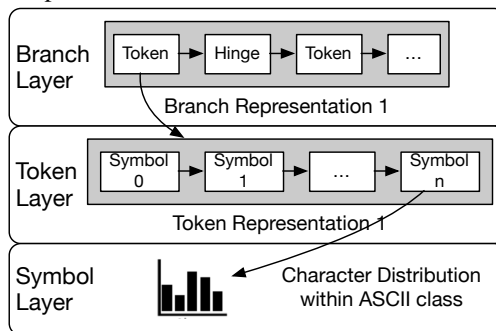 Branch Layer
Token
Hinge
Token
...
Branch Representation 1
Token Layer
Symbol 0
Symbol 1
...
Symbol n
Token Representation 1
Symbol Layer
Character Distribution
within ASCII class